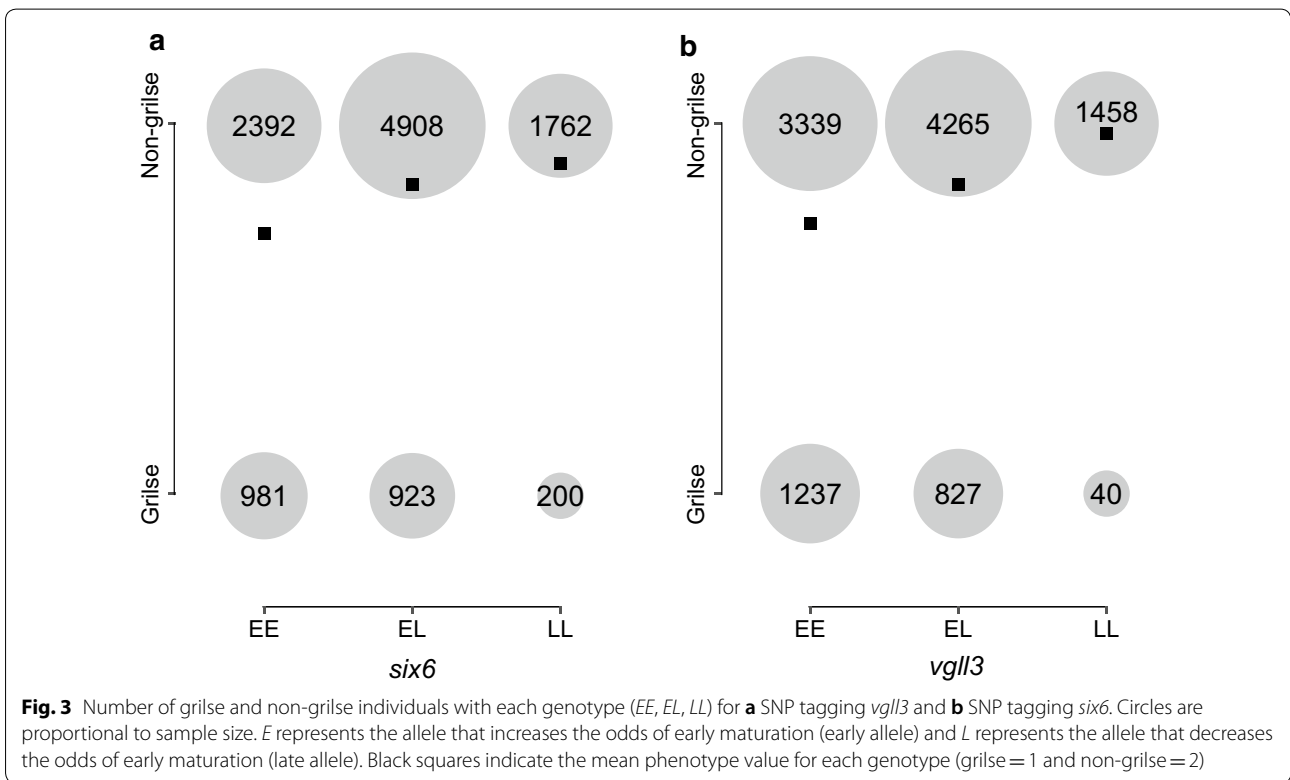 a
Non-grilse
2392 4908 1762
Grilse
981 923 200
EE EL LL
six6
b
Non-grilse
3339 4265 1458
Grilse
1237 827 40
EE EL LL
vgll3
Fig. 3 Number of grilse and non-grilse individuals with each genotype (EE, EL, LL) for a SNP tagging vgll3 and b SNP tagging six6. Circles are
proportional to sample size. E represents the allele that increases the odds of early maturation (early allele) and L represents the allele that decreases
the odds of early maturation (late allele). Black squares indicate the mean phenotype value for each genotype (grilse = 1 and non-grilse = 2)